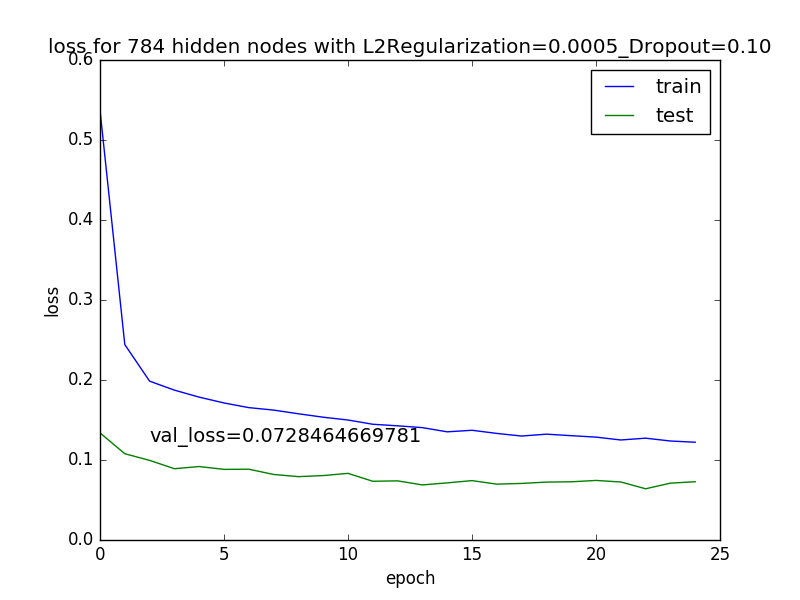 loss for 784 hidden nodes with L2Regularization=0.0005_Dropout=0.10
0.6
train
test
0.5
0.4
0.3
loss
0.2
val_loss=0.0728464669781
0.1
0.0
0
5
10
15
20
25
epoch